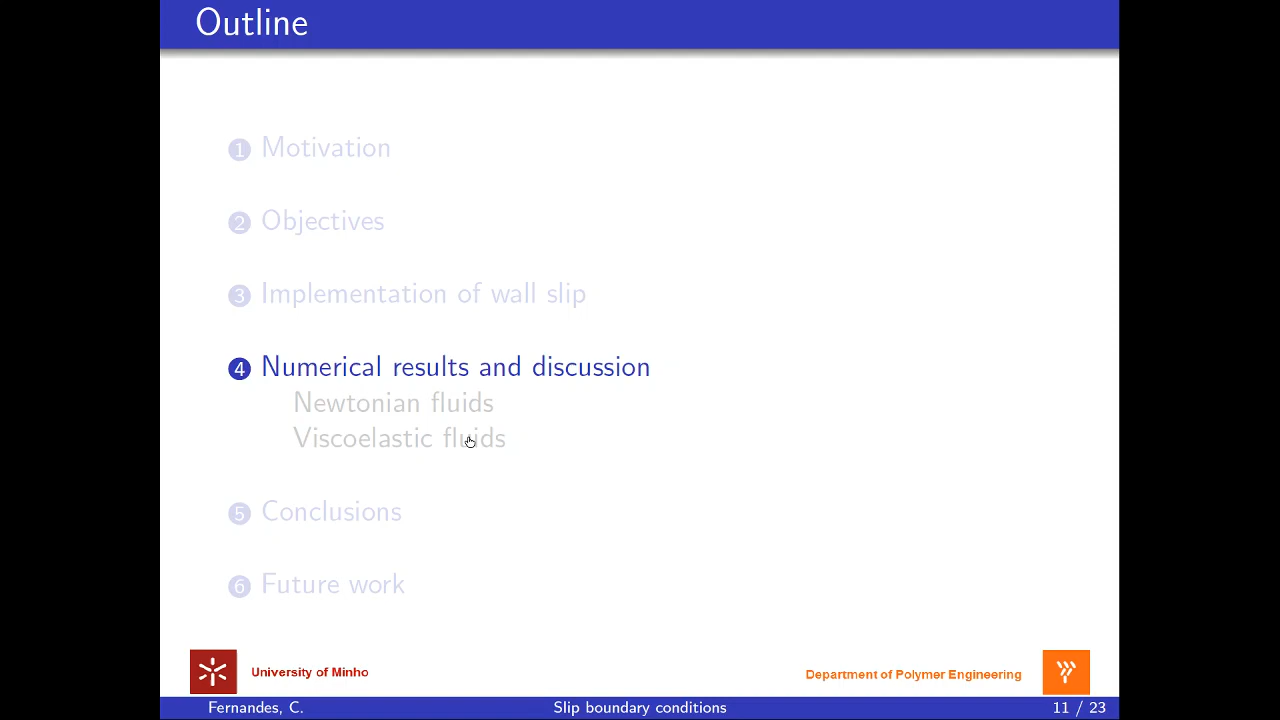 Outline
1 Motivation
2 Objectives
3 Implementation of wall slip
4 Numerical results and discussion
Newtonian fluids
Viscoelastic fluids
5 Conclusions
6 Future work
University of Minho
Department of Polymer Engineering
Fernandes, C.
Slip boundary conditions
11 / 23